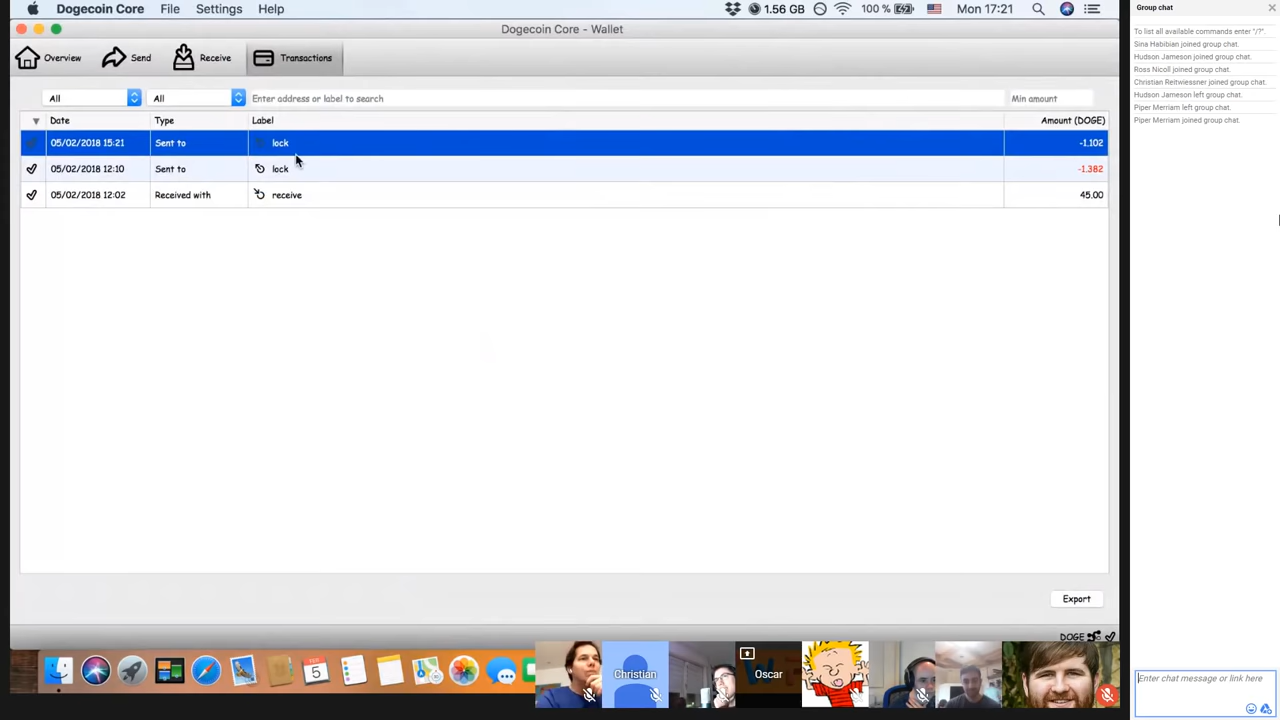 Dogecoin Core File Settings Help 1.56 GB 100 % Mon 17:21
Dogecoin Core - Wallet
Overview Send Receive Transactions
All All Enter address or label to search Min amount
Date Type Label Amount (DOGE)
05/02/2018 15:21 Sent to lock -1.102
05/02/2018 12:10 Sent to lock -1.382
05/02/2018 12:02 Received with receive 45.00
Export
DOGE
FEB
5
Christian
Oscar
Group chat
To list all available commands enter "/?".
Sina Habibian joined group chat.
Hudson Jameson joined group chat.
Ross Nicoll joined group chat.
Christian Reitwiessner joined group chat.
Hudson Jameson left group chat.
Piper Merriam left group chat.
Piper Merriam joined group chat.
Enter chat message or link here